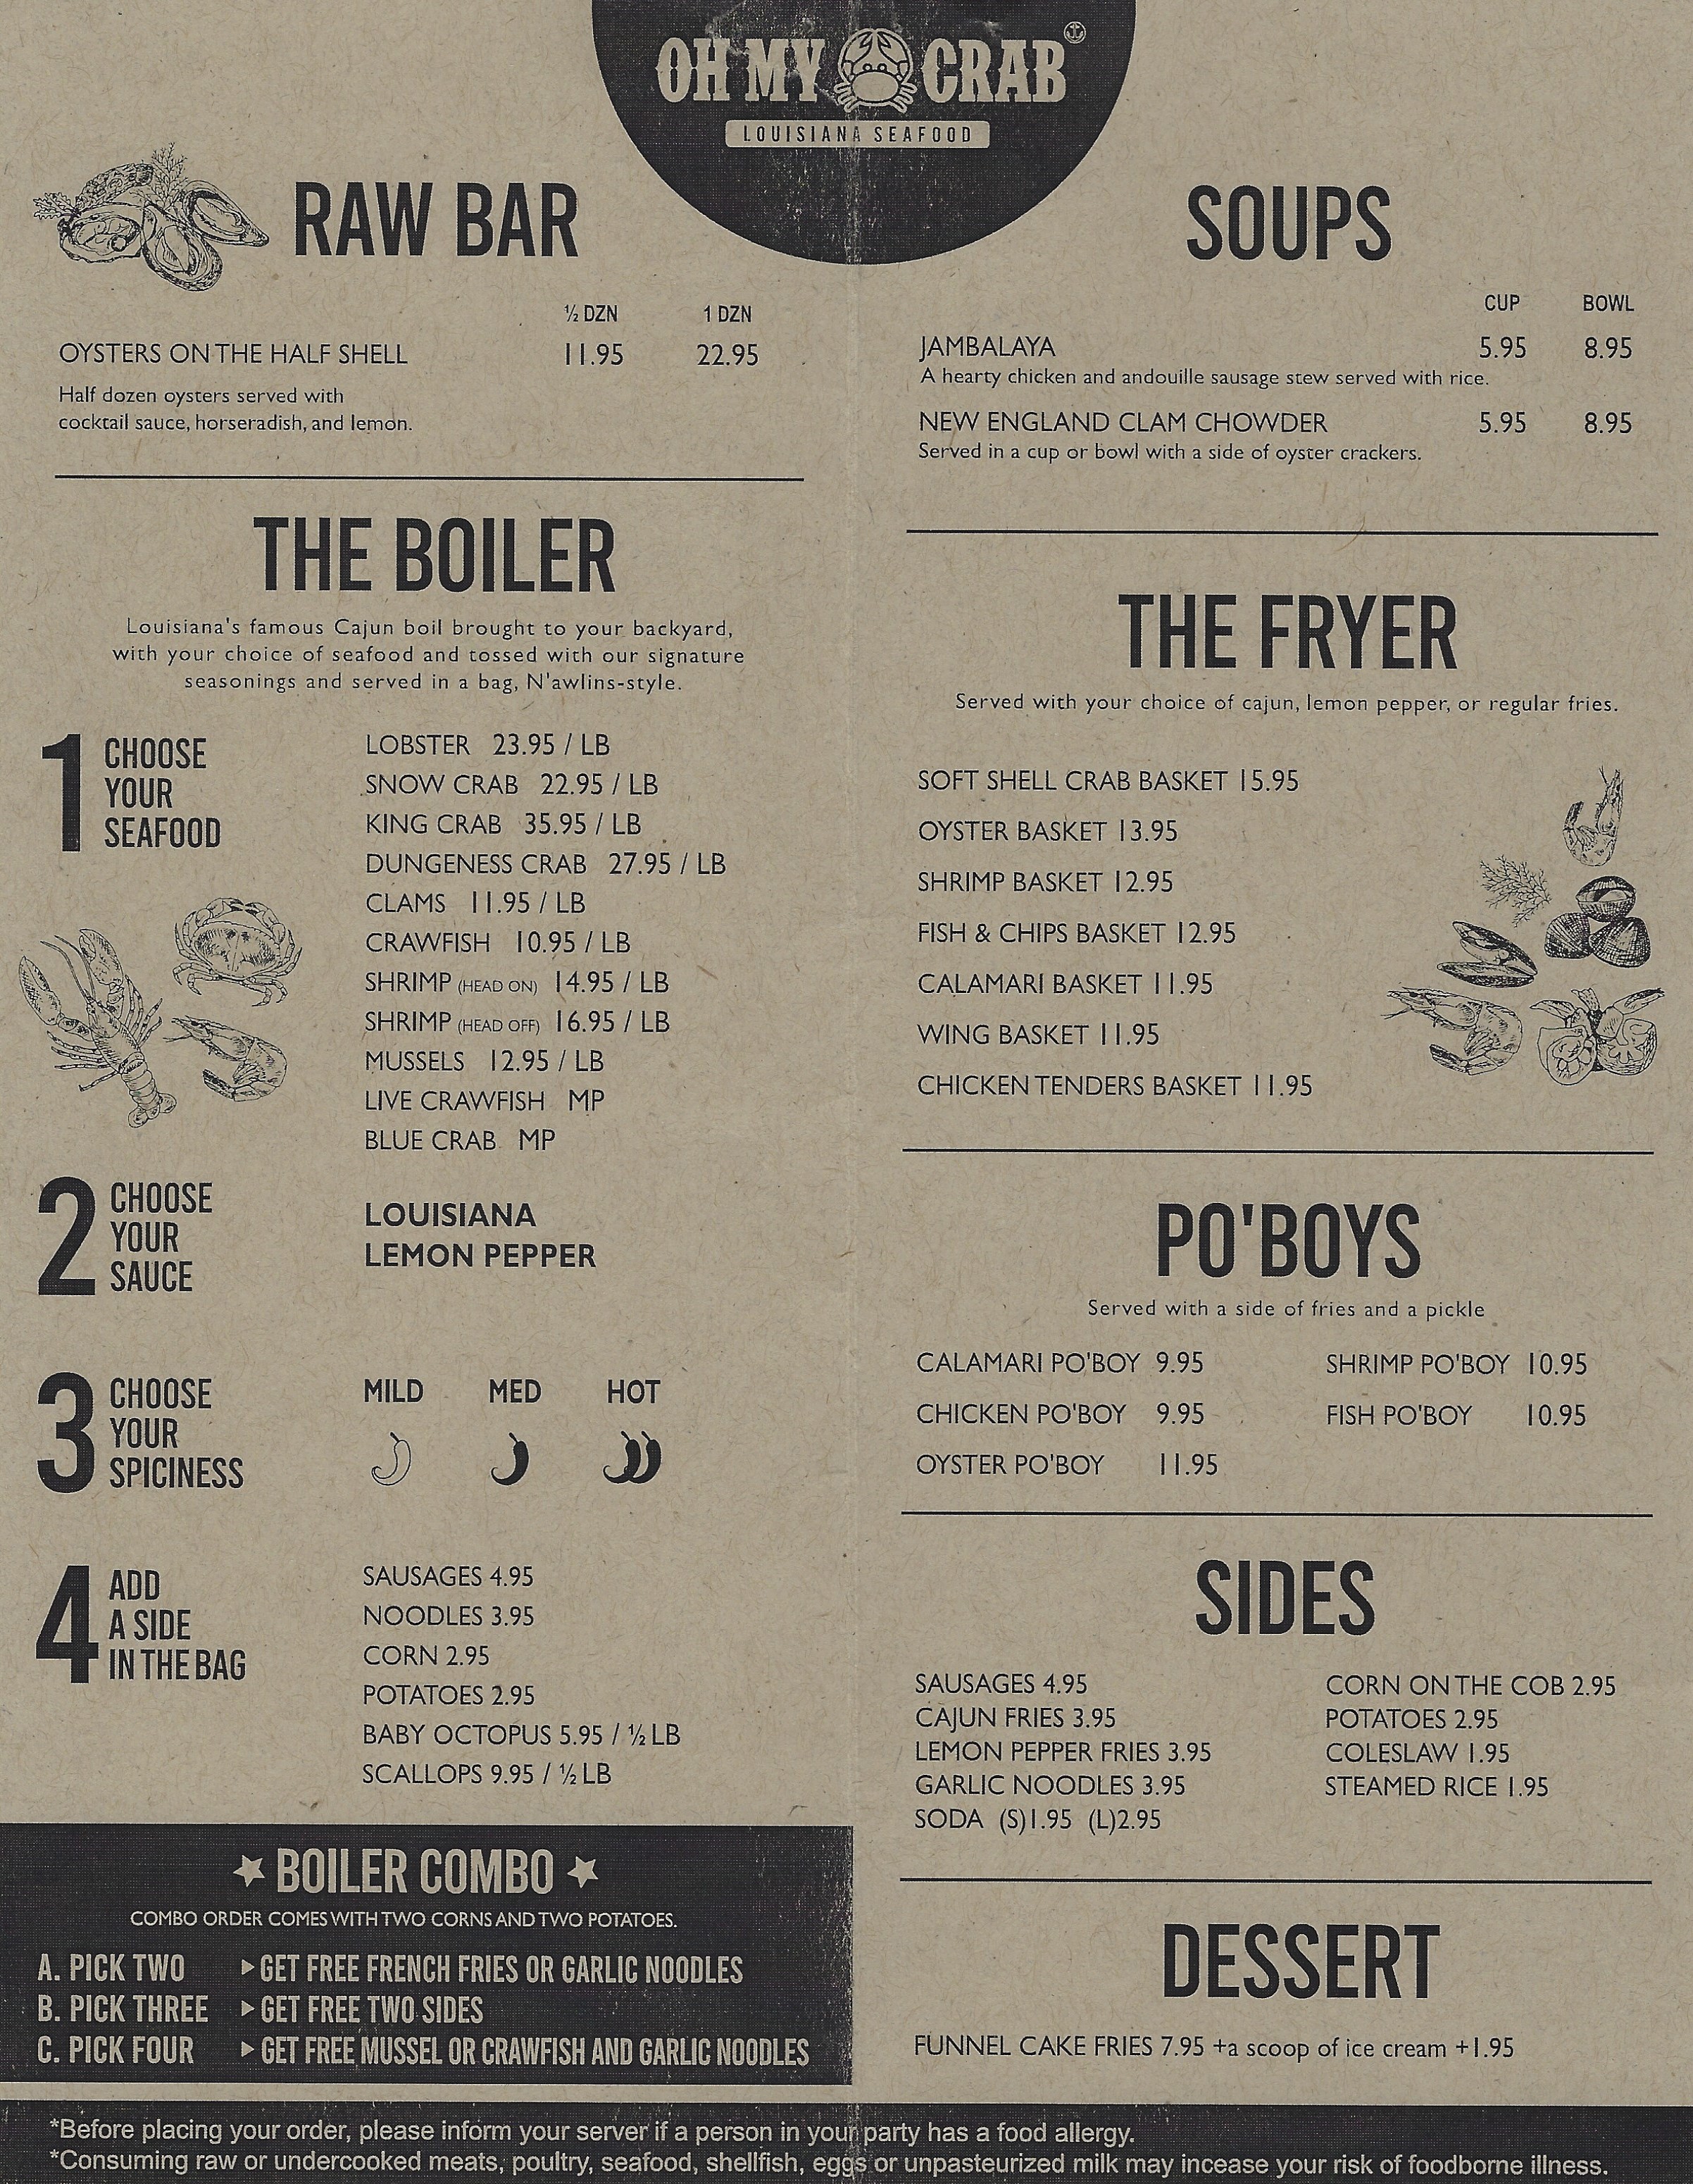 OH MY CRAB
LOUISIANA SEAFOOD
RAW BAR
½ DZN 1 DZN
OYSTERS ON THE HALF SHELL 11.95 22.95
Half dozen oysters served with
cocktail sauce, horseradish, and lemon.
THE BOILER
Louisiana's famous Cajun boil brought to your backyard,
with your choice of seafood and tossed with our signature
seasonings and served in a bag, N'awlins-style.
1 CHOOSE
YOUR
SEAFOOD
LOBSTER 23.95 / LB
SNOW CRAB 22.95 / LB
KING CRAB 35.95 / LB
DUNGENESS CRAB 27.95 / LB
CLAMS 11.95 / LB
CRAWFISH 10.95 / LB
SHRIMP (HEAD ON) 14.95 / LB
SHRIMP (HEAD OFF) 16.95 / LB
MUSSELS 12.95 / LB
LIVE CRAWFISH MP
BLUE CRAB MP
2 CHOOSE
YOUR
SAUCE
LOUISIANA
LEMON PEPPER
3 CHOOSE
YOUR
SPICINESS
MILD MED HOT
4 ADD
A SIDE
IN THE BAG
SAUSAGES 4.95
NOODLES 3.95
CORN 2.95
POTATOES 2.95
BABY OCTOPUS 5.95 / ½ LB
SCALLOPS 9.95 / ½ LB
BOILER COMBO
COMBO ORDER COMES WITH TWO CORNS AND TWO POTATOES.
A. PICK TWO GET FREE FRENCH FRIES OR GARLIC NOODLES
B. PICK THREE GET FREE TWO SIDES
C. PICK FOUR GET FREE MUSSEL OR CRAWFISH AND GARLIC NOODLES
SOUPS
CUP BOWL
JAMBALAYA 5.95 8.95
A hearty chicken and andouille sausage stew served with rice.
NEW ENGLAND CLAM CHOWDER 5.95 8.95
Served in a cup or bowl with a side of oyster crackers.
THE FRYER
Served with your choice of cajun, lemon pepper, or regular fries.
SOFT SHELL CRAB BASKET 15.95
OYSTER BASKET 13.95
SHRIMP BASKET 12.95
FISH & CHIPS BASKET 12.95
CALAMARI BASKET 11.95
WING BASKET 11.95
CHICKEN TENDERS BASKET 11.95
PO'BOYS
Served with a side of fries and a pickle
CALAMARI PO'BOY 9.95 SHRIMP PO'BOY 10.95
CHICKEN PO'BOY 9.95 FISH PO'BOY 10.95
OYSTER PO'BOY 11.95
SIDES
SAUSAGES 4.95 CORN ON THE COB 2.95
CAJUN FRIES 3.95 POTATOES 2.95
LEMON PEPPER FRIES 3.95 COLESLAW 1.95
GARLIC NOODLES 3.95 STEAMED RICE 1.95
SODA (S)1.95 (L)2.95
DESSERT
FUNNEL CAKE FRIES 7.95 +a scoop of ice cream +1.95
*Before placing your order, please inform your server if a person in your party has a food allergy.
*Consuming raw or undercooked meats, poultry, seafood, shellfish, eggs or unpasteurized milk may incease your risk of foodborne illness.